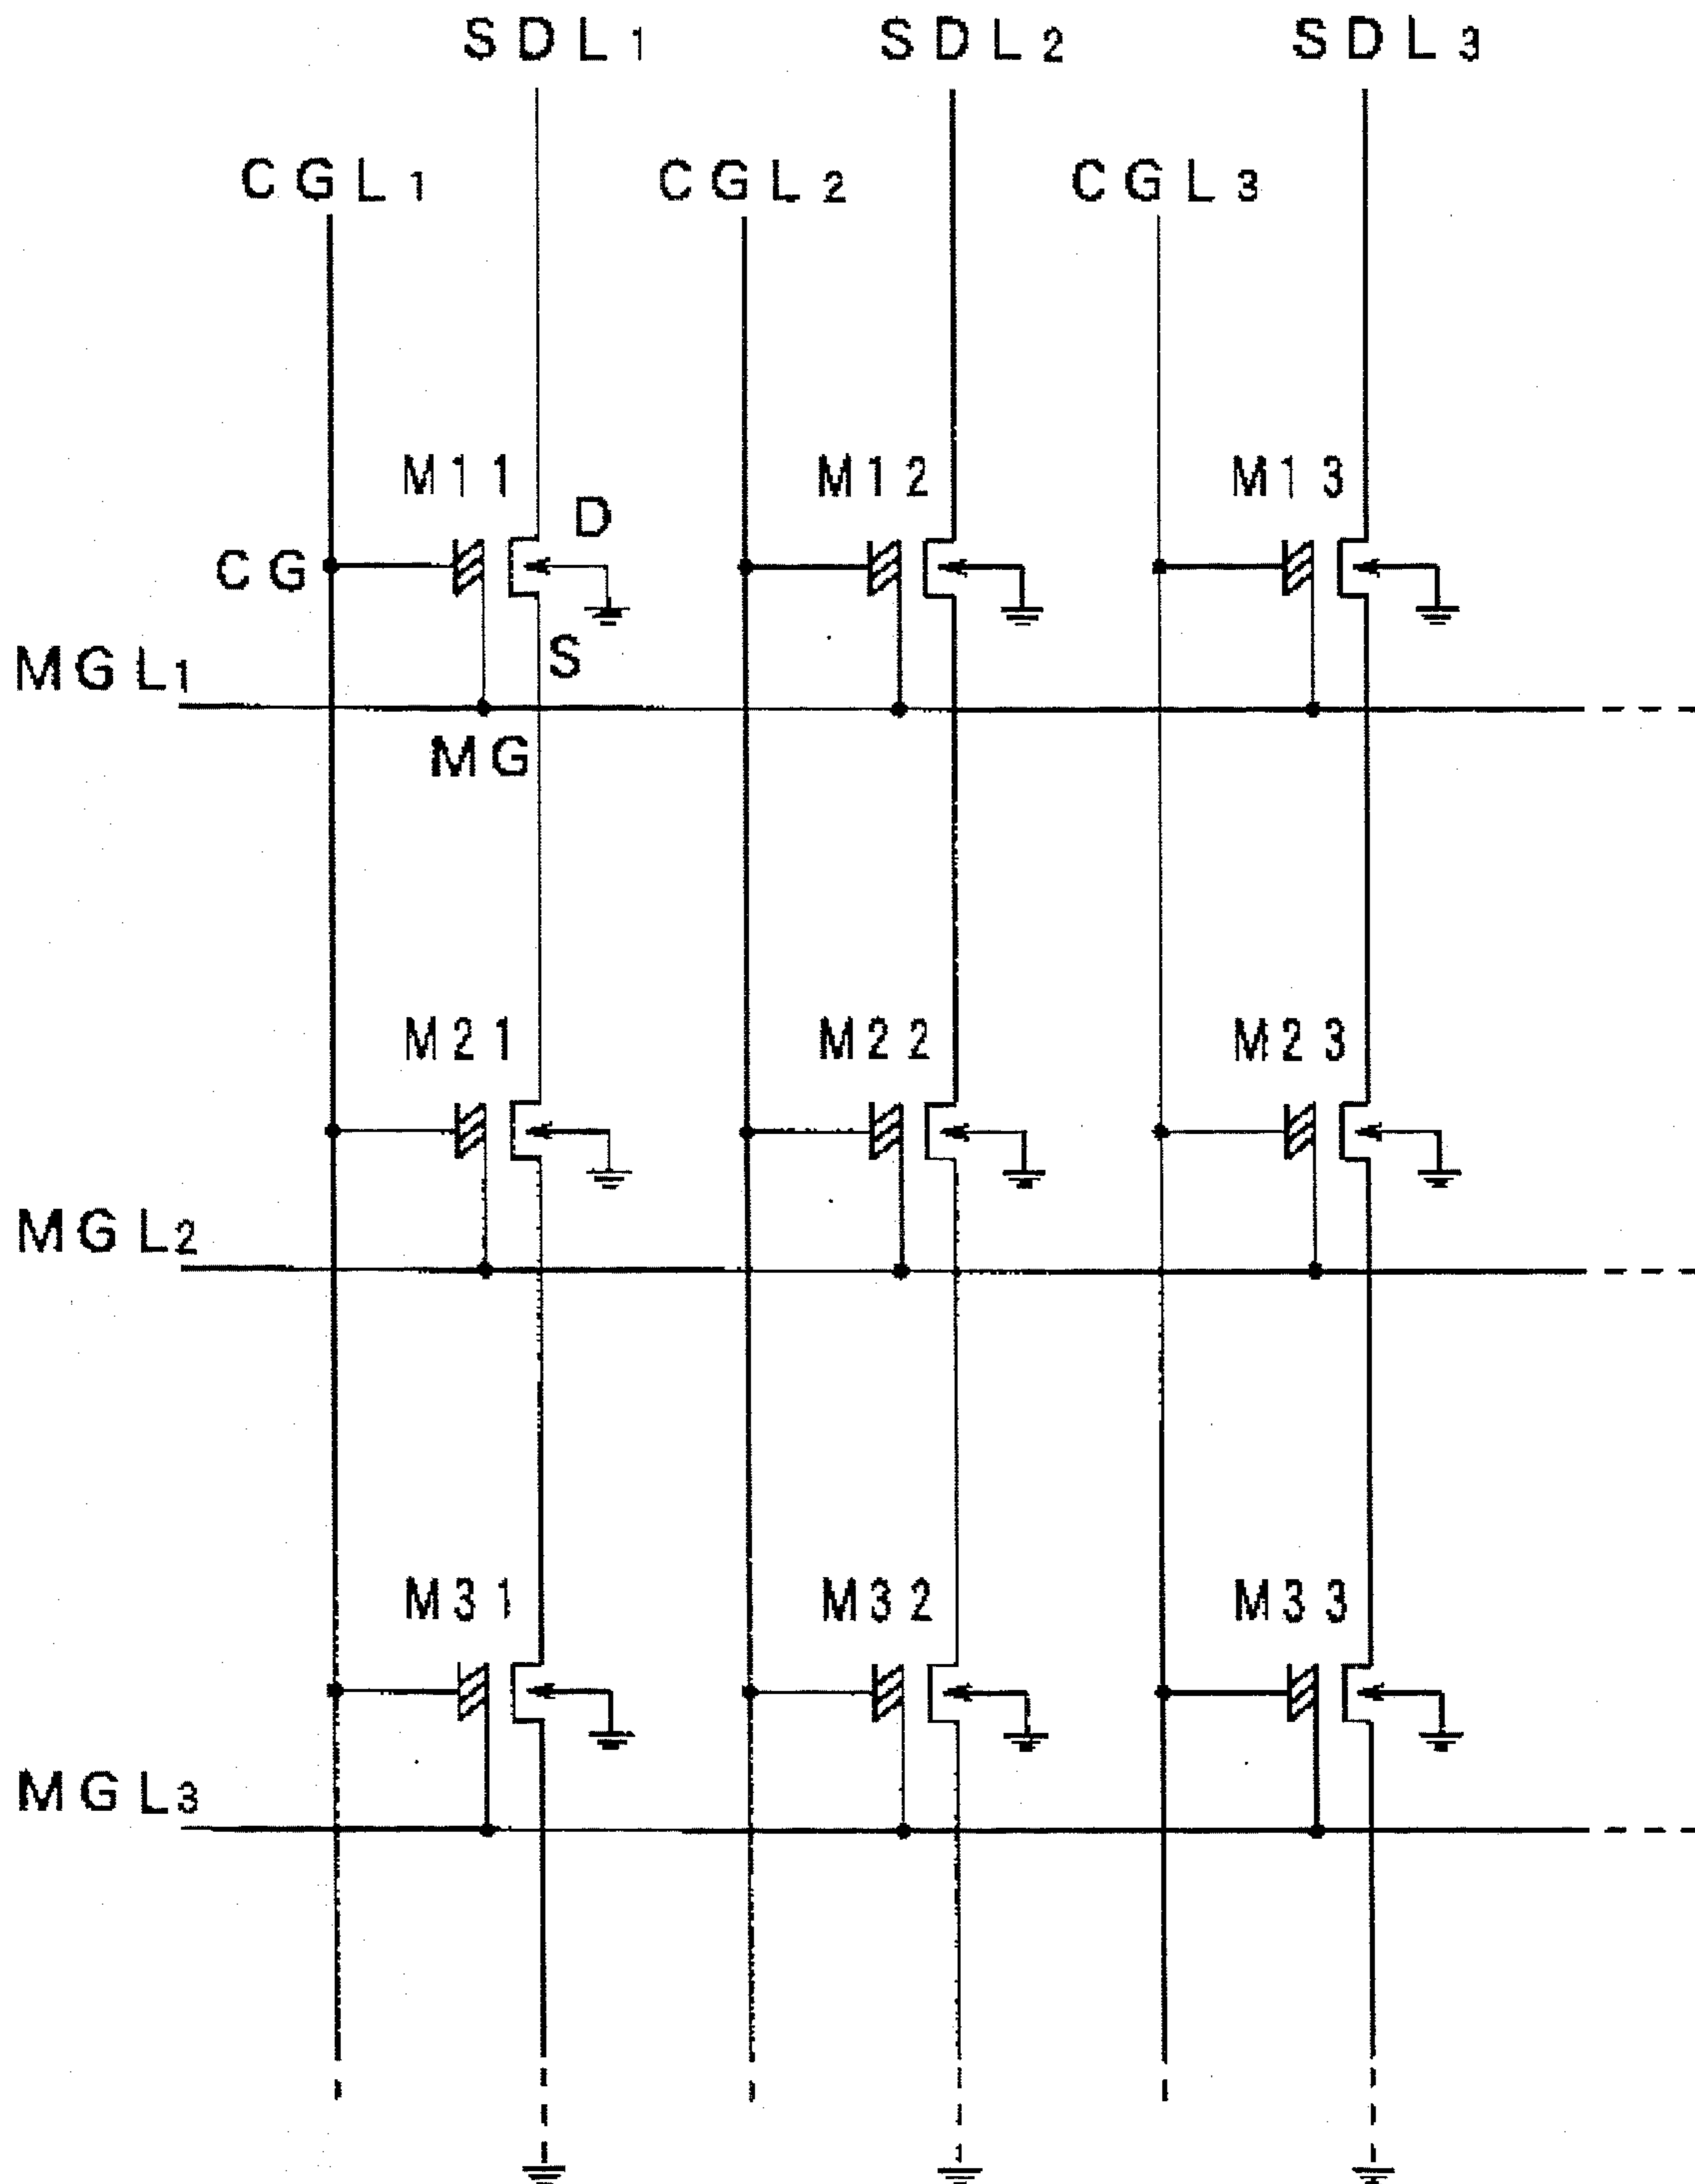 SDL1 SDL2 SDL3
CGL1 CGL2 CGL3
M11 M12 M13
D
CG
S
MGL1
MG
M21 M22 M23
MGL2
M31 M32 M33
MGL3